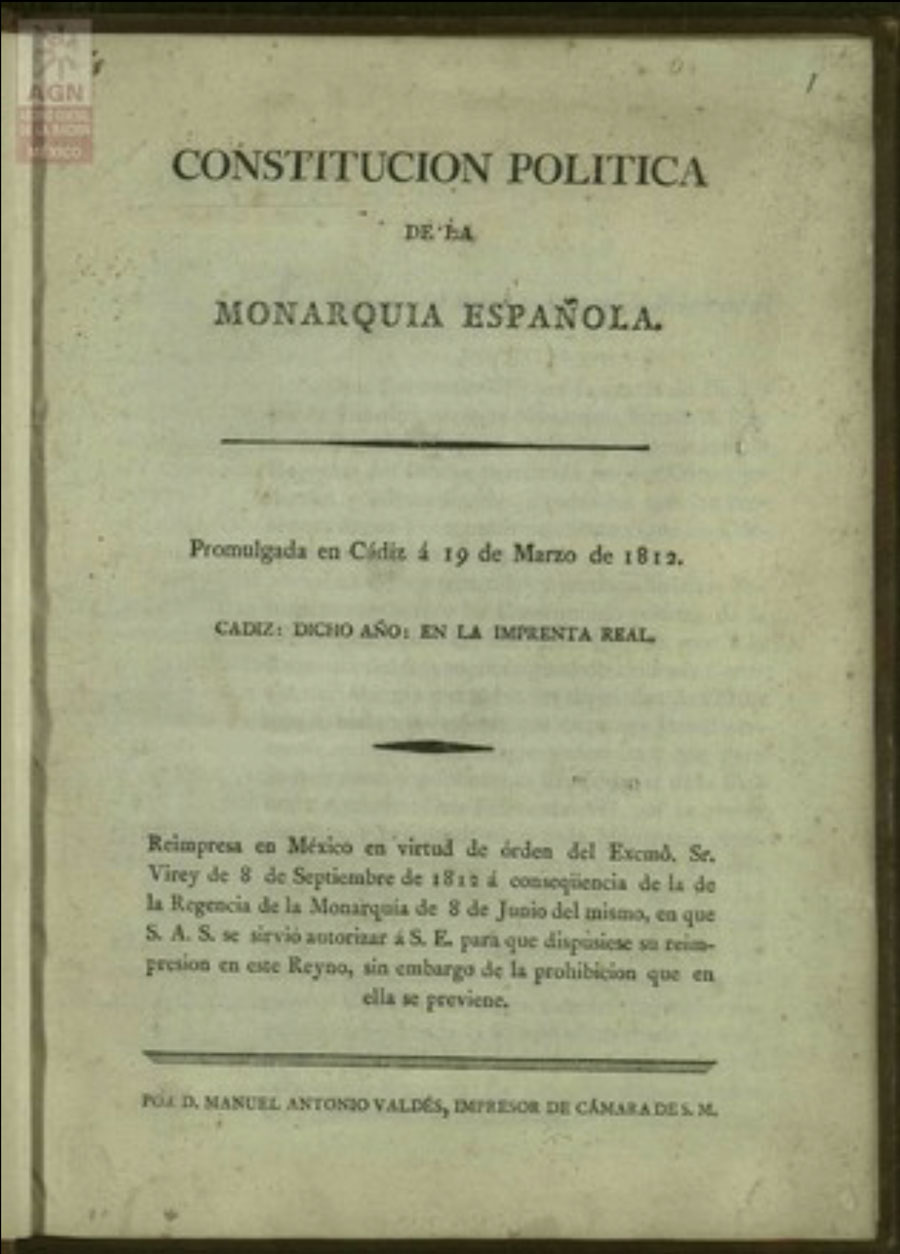 AGN
MÉXICO
1
CONSTITUCION POLITICA
DE LA
MONARQUIA ESPAÑOLA.
Promulgada en Cádiz á 19 de Marzo de 1812.
CADIZ: DICHO AÑO: EN LA IMPRENTA REAL.
Reimpresa en México en virtud de órden del Excmô. Sr.
Virey de 8 de Septiembre de 1812 á conseqüencia de la de
la Regencia de la Monarquía de 8 de Junio del mismo, en que
S. A. S. se sirvió autorizar á S. E. para que dispusiese su reim-
presion en este Reyno, sin embargo de la prohibicion que en
ella se previene.
POR D. MANUEL ANTONIO VALDÉS, IMPRESOR DE CÁMARA DE S. M.